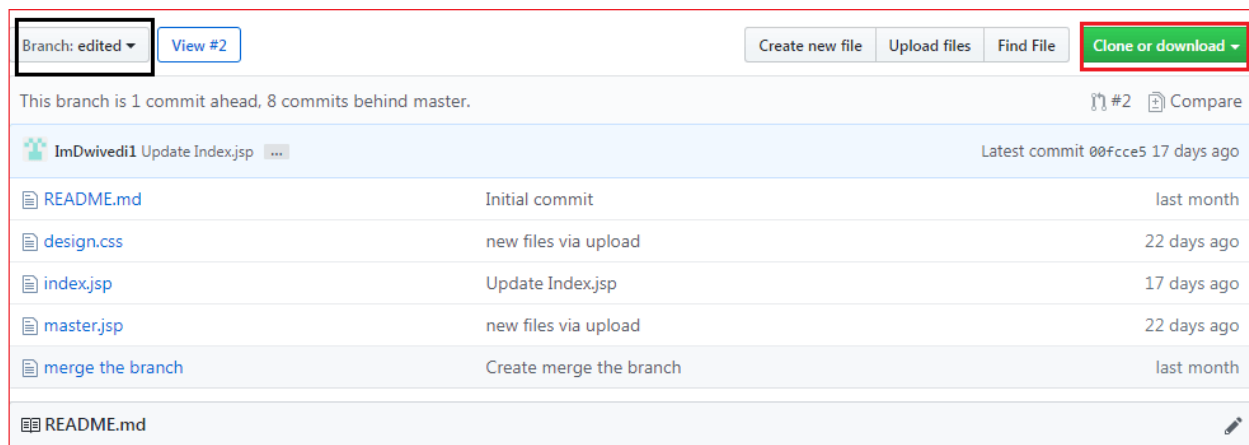 Branch: edited View #2 Create new file Upload files Find File Clone or download
This branch is 1 commit ahead, 8 commits behind master. #2 Compare
ImDwivedi1 Update Index.jsp ... Latest commit 00fcce5 17 days ago
README.md Initial commit last month
design.css new files via upload 22 days ago
index.jsp Update Index.jsp 17 days ago
master.jsp new files via upload 22 days ago
merge the branch Create merge the branch last month
README.md